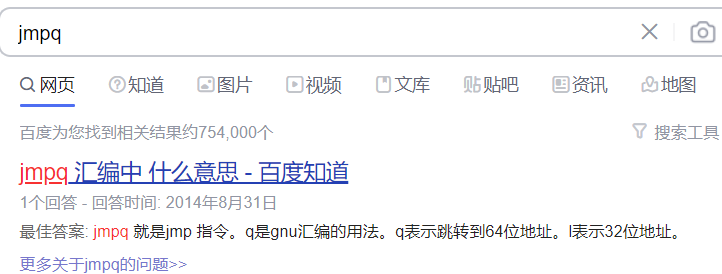 jmpq
网页 知道 图片 视频 文库 贴吧 资讯 地图
百度为您找到相关结果约754,000个 搜索工具
jmpq 汇编中 什么意思 - 百度知道
1个回答 - 回答时间: 2014年8月31日
最佳答案: jmpq 就是jmp 指令。q是gnu汇编的用法。q表示跳转到64位地址。l表示32位地址。
更多关于jmpq的问题>>